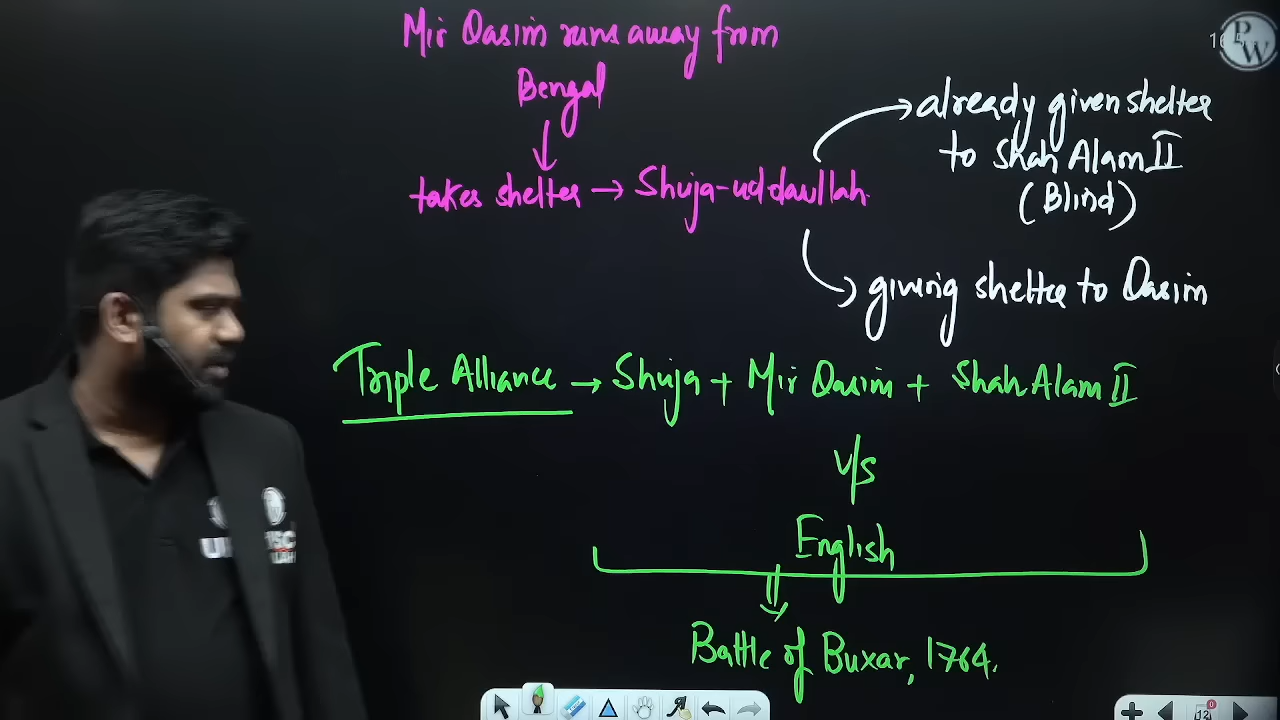 Mir Qasim runs away from
Bengal
takes shelter → Shuja-ud daullah
→ already given shelter
to Shah Alam II
(Blind)
→ giving shelter to Qasim
Triple Alliance → Shuja + Mir Qasim + Shah Alam II
v/s
English
Battle of Buxar, 1764.
PW